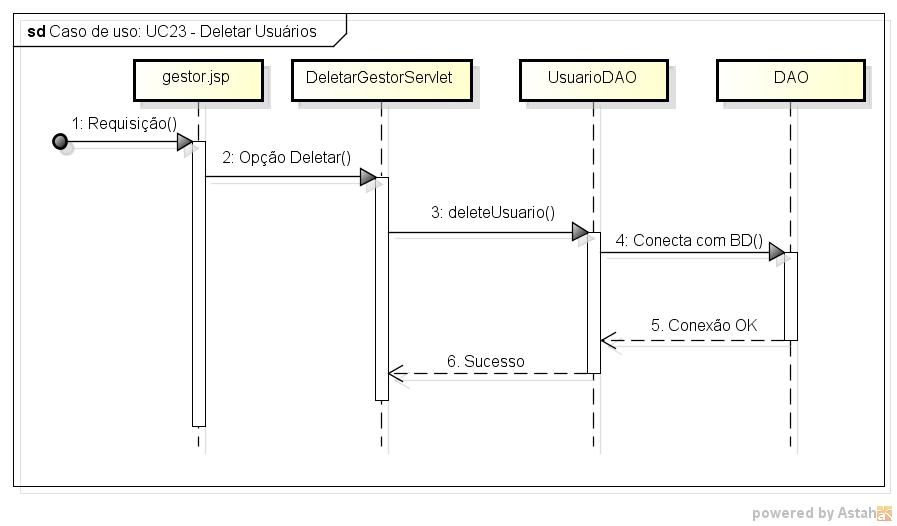 sd Caso de uso: UC23 - Deletar Usuários
gestor.jsp
DeletarGestorServlet
UsuarioDAO
DAO
1: Requisição()
2: Opção Deletar()
3: deleteUsuario()
4: Conecta com BD()
5. Conexão OK
6. Sucesso
powered by Astah